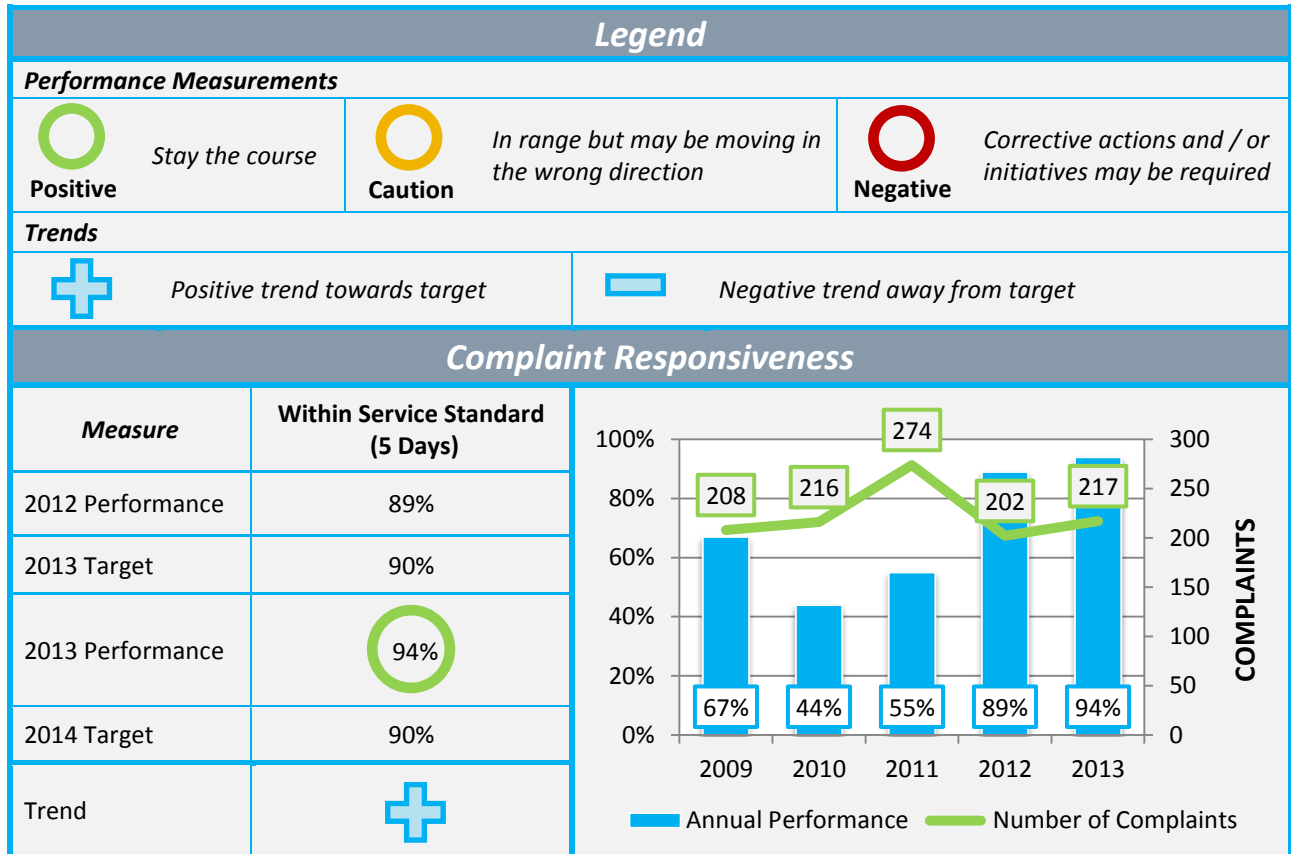 Legend
Performance Measurements
Positive
Stay the course
Caution
In range but may be moving in
the wrong direction
Negative
Corrective actions and / or
initiatives may be required
Trends
Positive trend towards target
Negative trend away from target
Complaint Responsiveness
Measure
Within Service Standard
(5 Days)
2012 Performance
89%
2013 Target
90%
2013 Performance
94%
2014 Target
90%
Trend
100%
80%
60%
40%
20%
0%
208
216
274
202
217
67%
44%
55%
89%
94%
300
250
200
150
100
50
0
COMPLAINTS
2009
2010
2011
2012
2013
Annual Performance
Number of Complaints